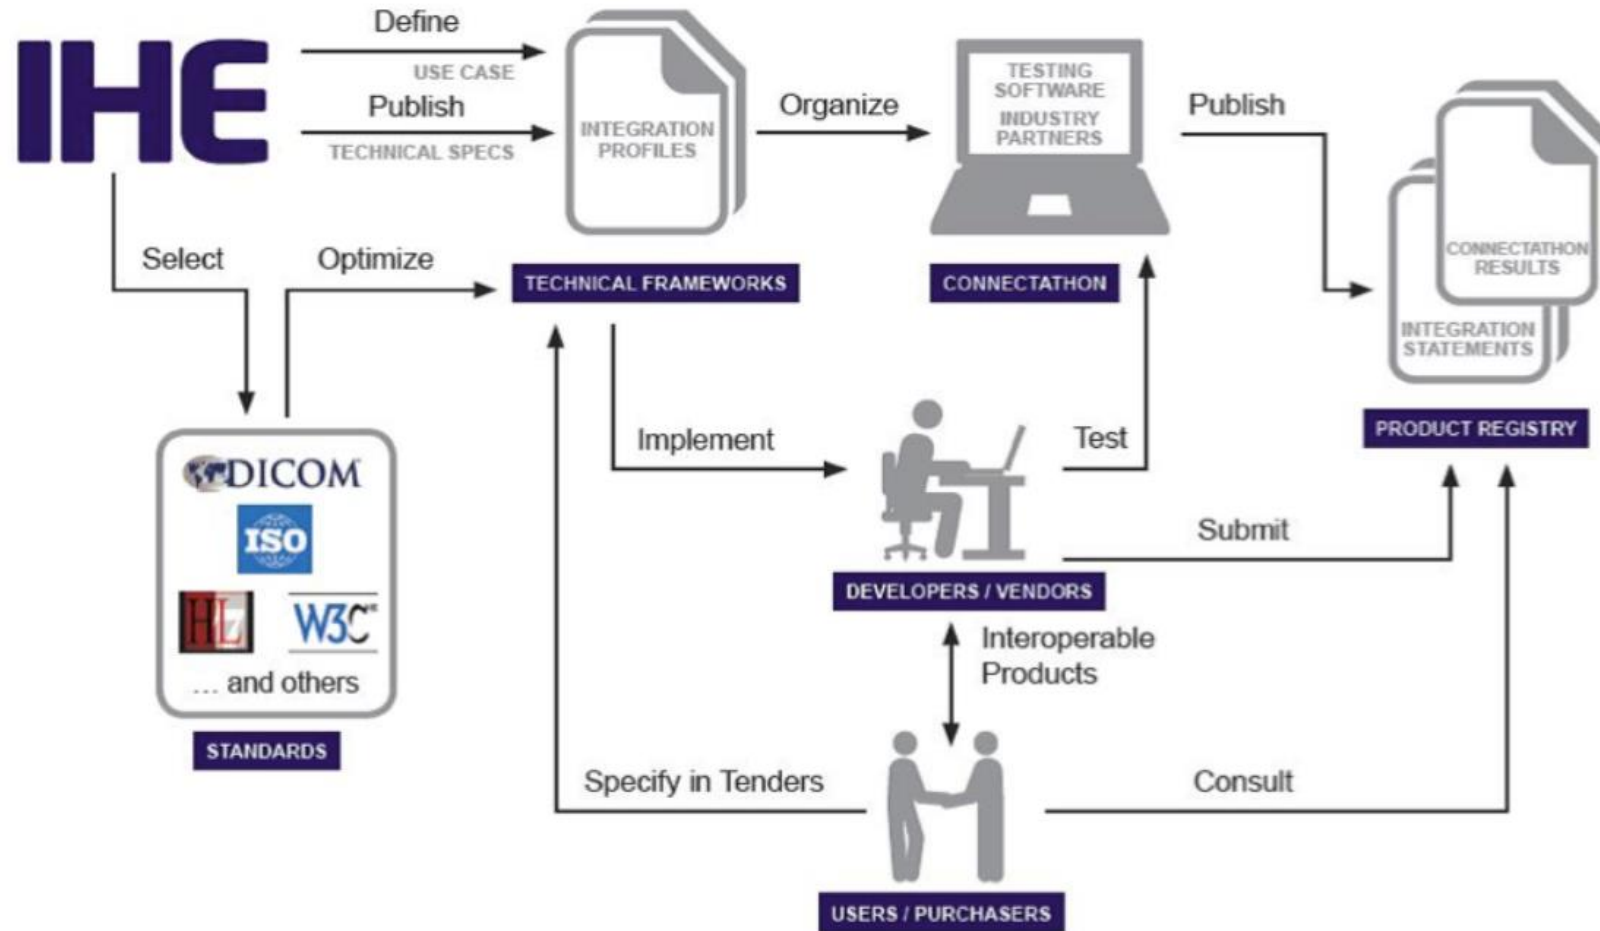 IHE
Define
USE CASE
Publish
TECHNICAL SPECS
INTEGRATION
PROFILES
Organize
TESTING
SOFTWARE
INDUSTRY
PARTNERS
Publish
CONNECTATHON
RESULTS
INTEGRATION
STATEMENTS
Select
Optimize
TECHNICAL FRAMEWORKS
CONNECTATHON
PRODUCT REGISTRY
DICOM
ISO
HL7
W3C
... and others
STANDARDS
Implement
Test
Submit
DEVELOPERS / VENDORS
Interoperable
Products
Specify in Tenders
Consult
USERS / PURCHASERS